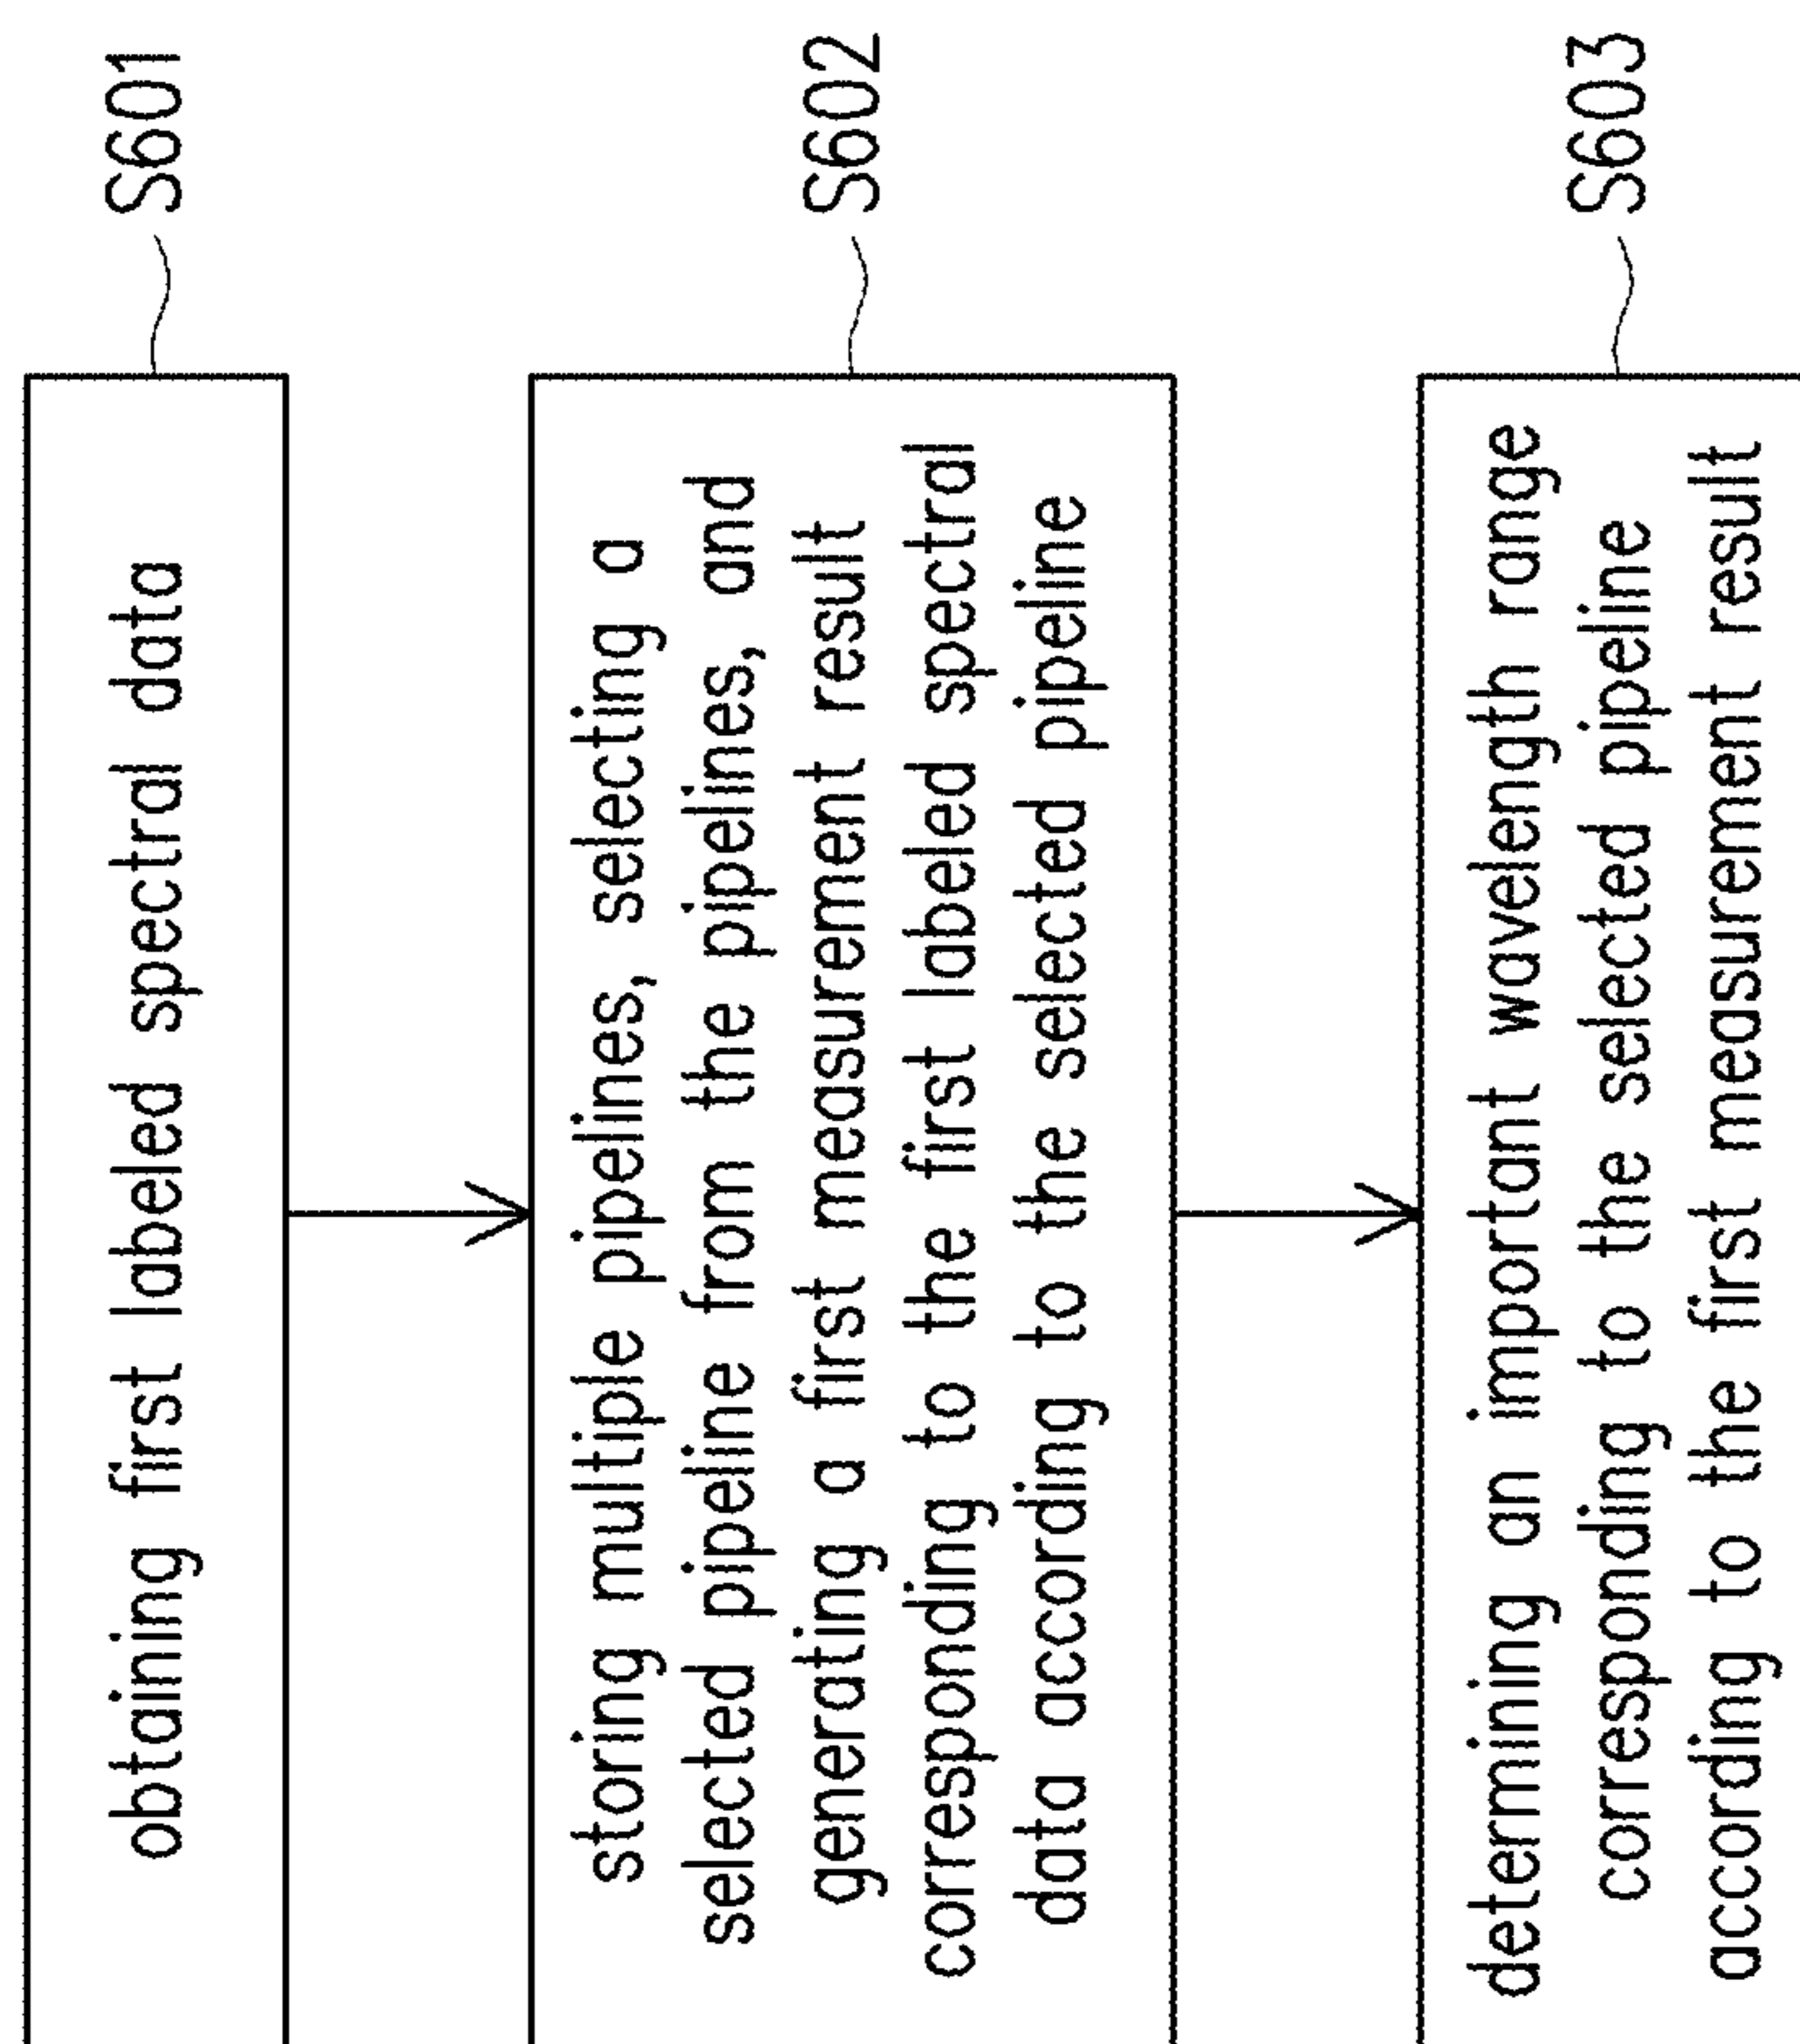 obtaining first labeled spectral data
S601
storing multiple pipelines, selecting a
selected pipeline from the pipelines, and
generating a first measurement result
corresponding to the first labeled spectral
data according to the selected pipeline
S602
determining an important wavelength range
corresponding to the selected pipeline
according to the first measurement result
S603